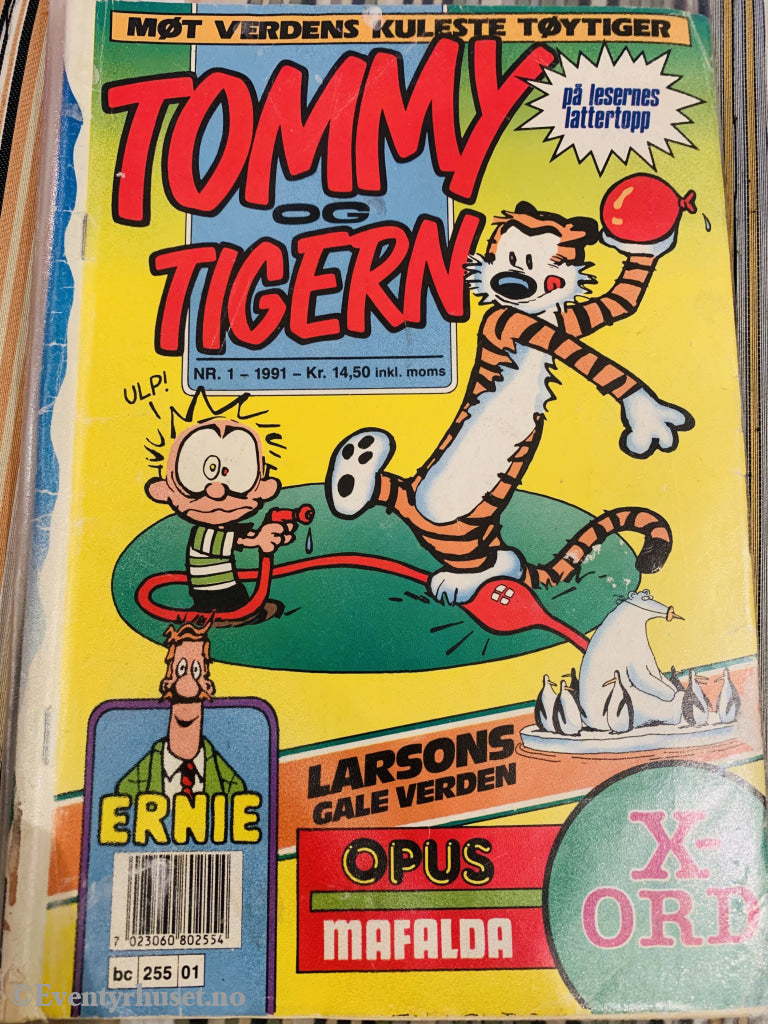 MØT VERDENS KULESTE TØYTIGER
TOMMY
på lesernes
lattertopp
OG
TIGERN
NR. 1 – 1991 – Kr. 14,50 inkl. moms
ULP!
LARSONS
GALE VERDEN
ERNIE
OPUS
MAFALDA
X-
ORD
7 023060 802554
bc 255 01
©Eventyrhuset.no